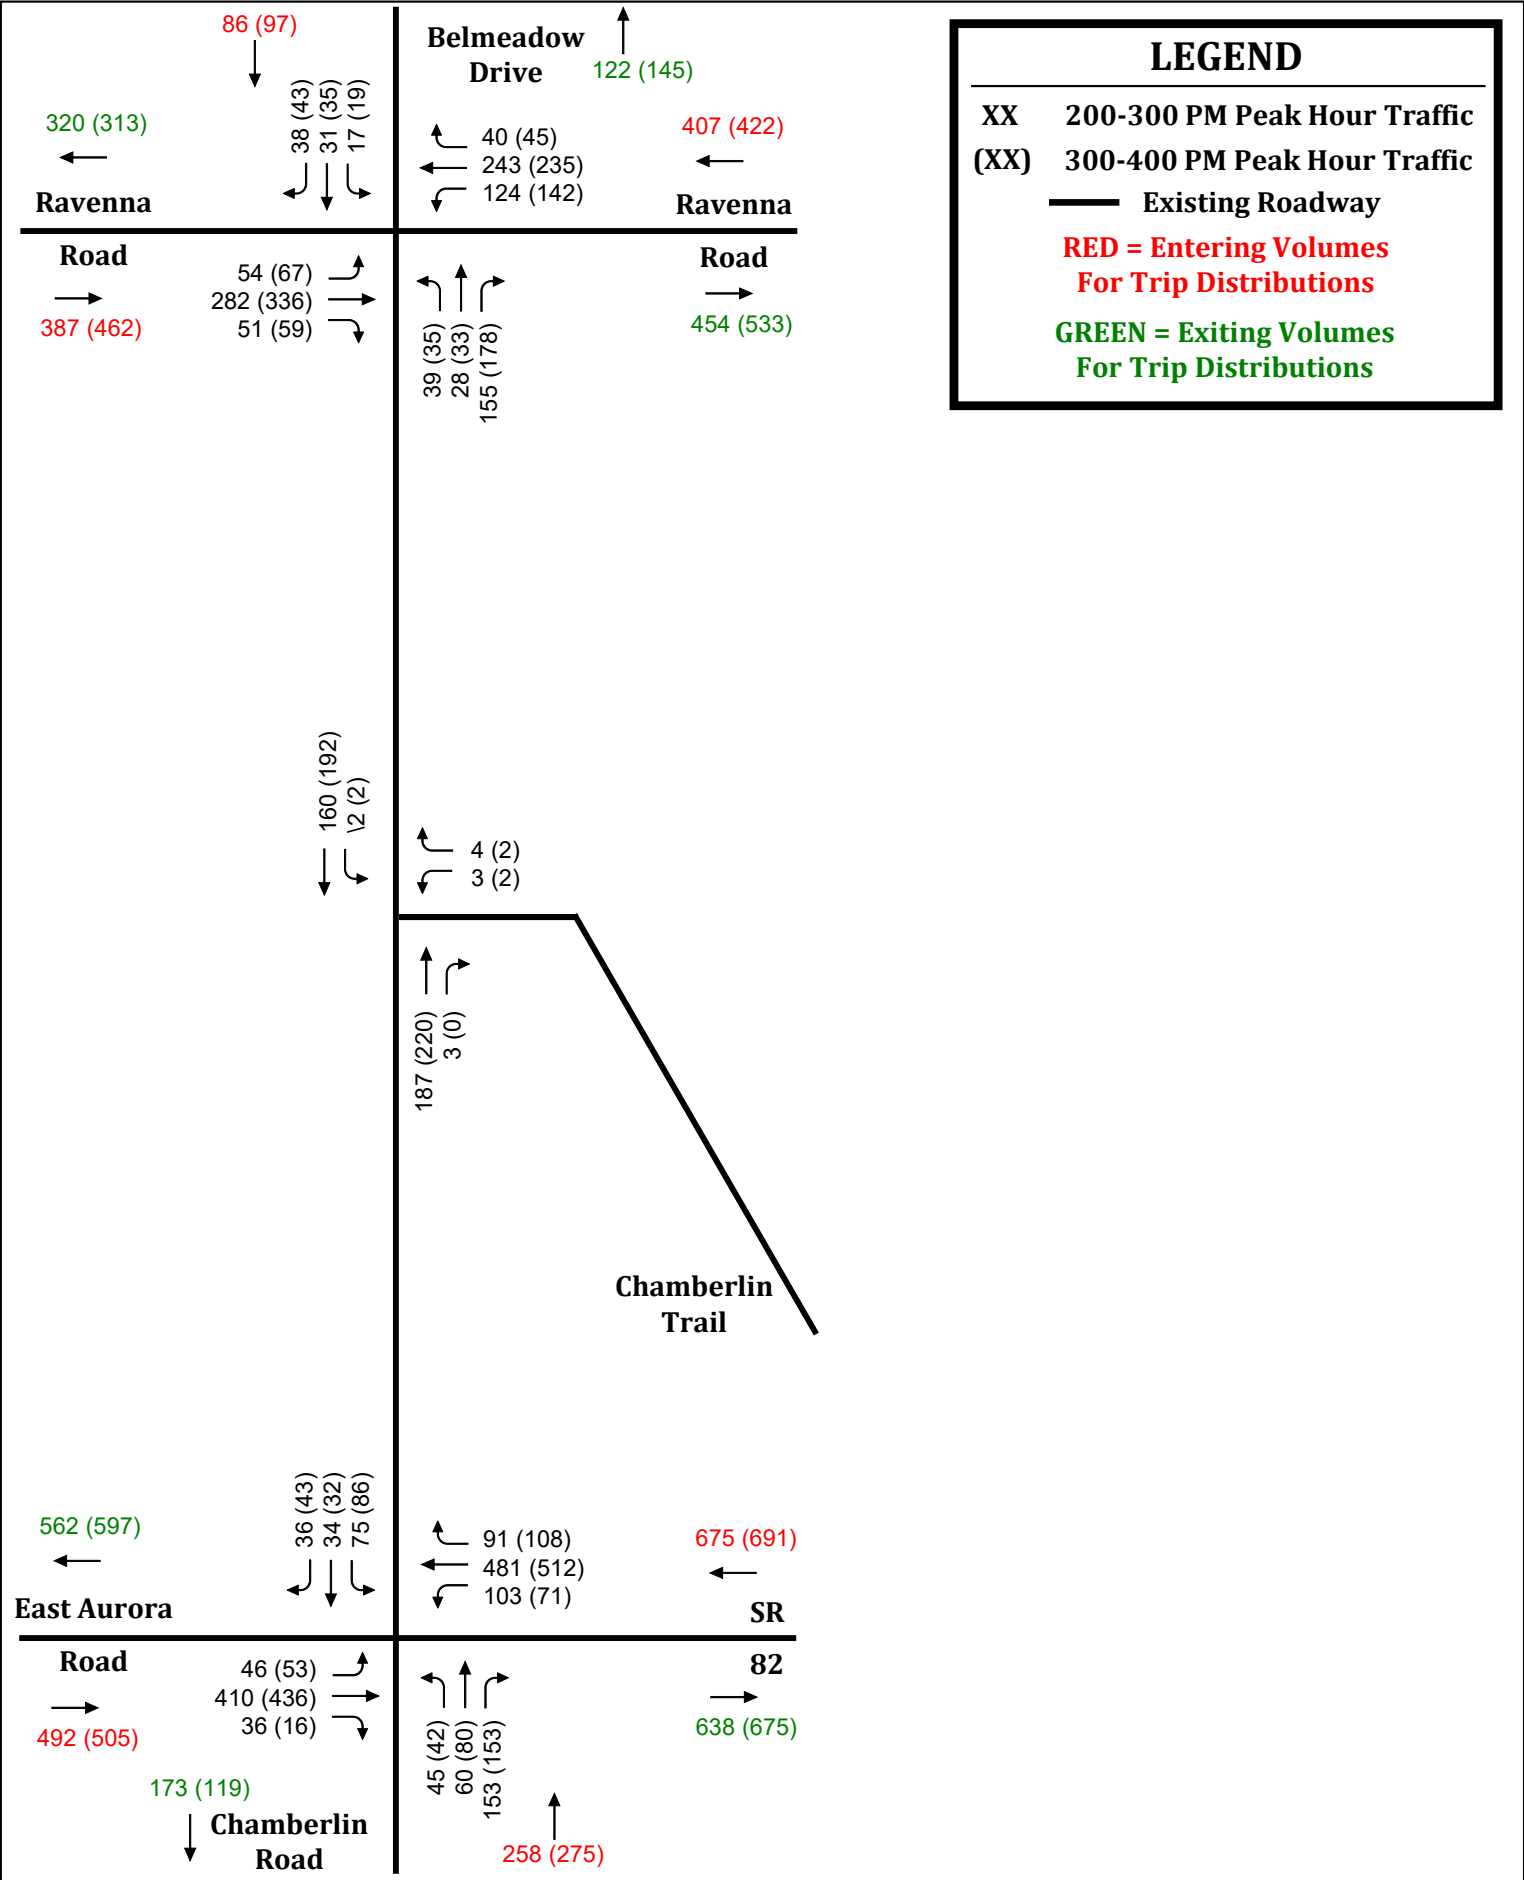 86 (97)
Belmeadow
Drive
122 (145)
320 (313)
38 (43)
31 (35)
17 (19)
40 (45)
243 (235)
124 (142)
407 (422)
Ravenna
Ravenna
Road
Road
54 (67)
282 (336)
51 (59)
387 (462)
39 (35)
28 (33)
155 (178)
454 (533)
LEGEND
XX 200-300 PM Peak Hour Traffic
(XX) 300-400 PM Peak Hour Traffic
Existing Roadway
RED = Entering Volumes
For Trip Distributions
GREEN = Exiting Volumes
For Trip Distributions
160 (192)
\2 (2)
4 (2)
3 (2)
187 (220)
3 (0)
Chamberlin
Trail
562 (597)
36 (43)
34 (32)
75 (86)
91 (108)
481 (512)
103 (71)
675 (691)
East Aurora
SR
Road
82
46 (53)
410 (436)
36 (16)
492 (505)
45 (42)
60 (80)
153 (153)
638 (675)
173 (119)
Chamberlin
Road
258 (275)